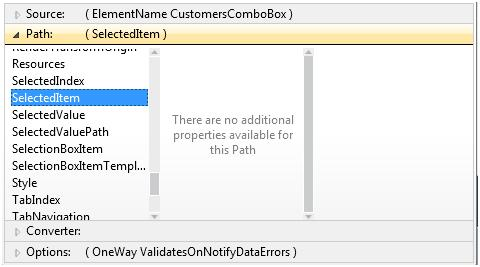 Source: ( ElementName CustomersComboBox )
Path: ( SelectedItem )
RenderTransformOrigin
Resources
SelectedIndex
SelectedItem
SelectedValue
SelectedValuePath
SelectionBoxItem
SelectionBoxItemTempl...
Style
TabIndex
TabNavigation
There are no additional
properties available for
this Path
Converter:
Options: ( OneWay ValidatesOnNotifyDataErrors )